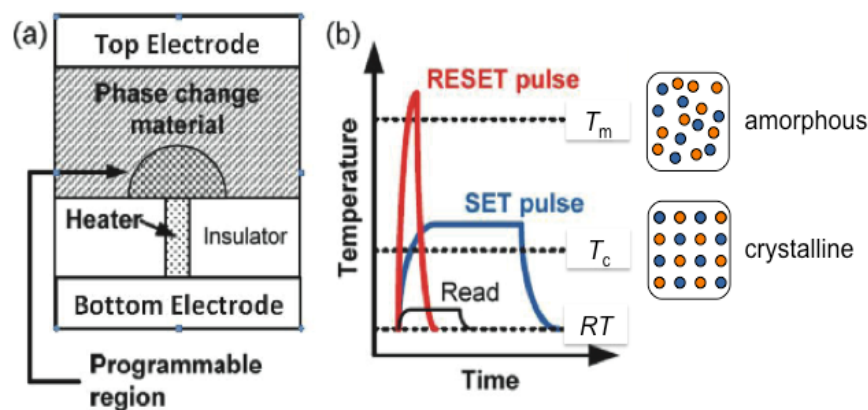 (a)
Top Electrode
Phase change
material
Heater
Insulator
Bottom Electrode
Programmable
region
(b)
RESET pulse
Tm
SET pulse
Tc
Read
RT
Temperature
Time
amorphous
crystalline